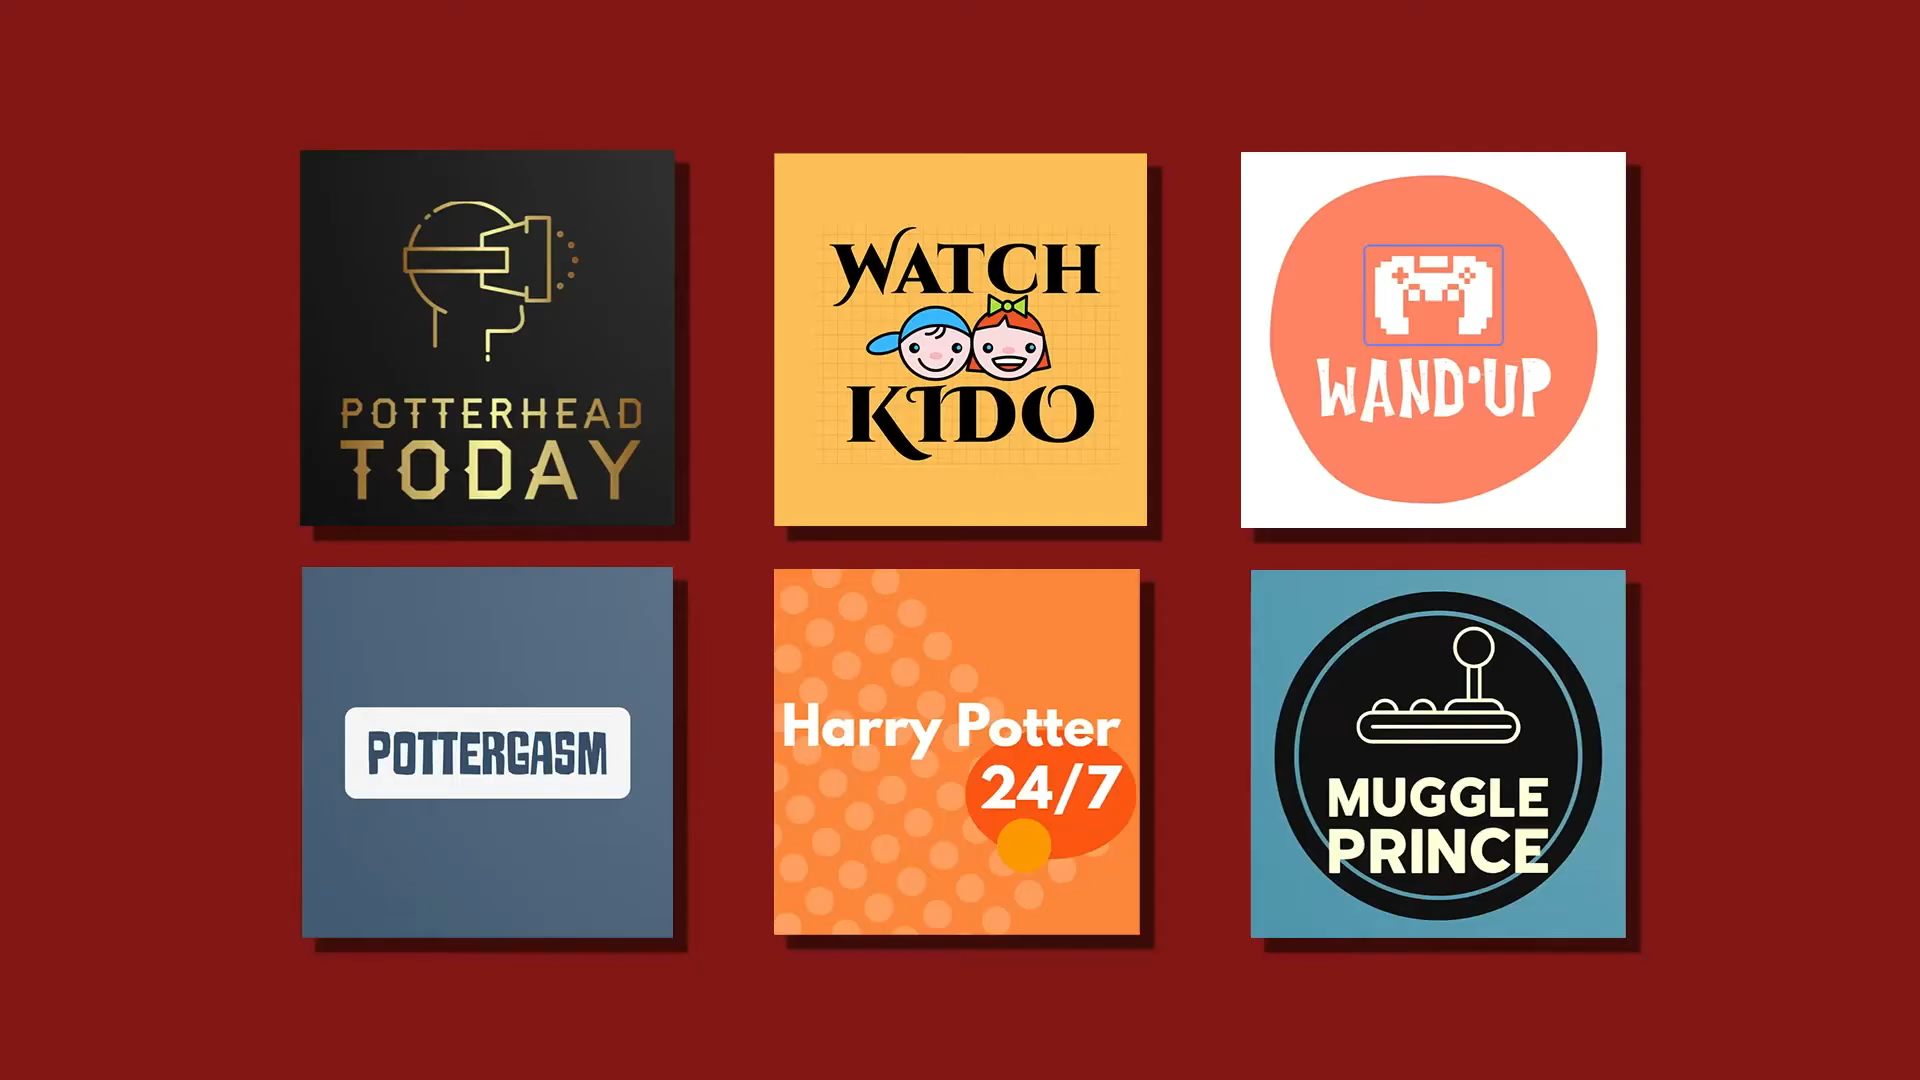 POTTERHEAD
TODAY
WATCH
KIDO
WAND'UP
POTTERGASM
Harry Potter
24/7
MUGGLE
PRINCE